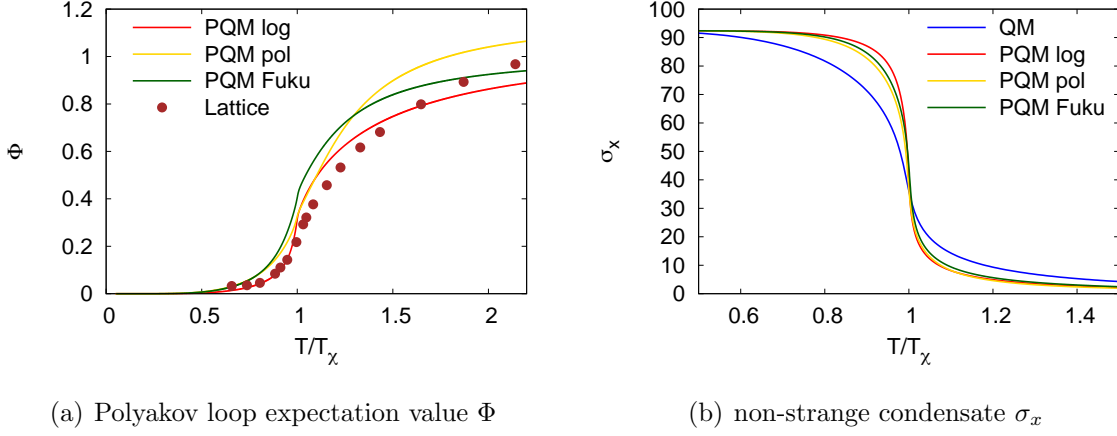 1.2
1
0.8
0.6
0.4
0.2
0
Φ
PQM log
PQM pol
PQM Fuku
Lattice
0 0.5 1 1.5 2
T/Tχ
(a) Polyakov loop expectation value Φ
100
90
80
70
60
50
40
30
20
10
0
σx
QM
PQM log
PQM pol
PQM Fuku
0.6 0.8 1 1.2 1.4
T/Tχ
(b) non-strange condensate σx